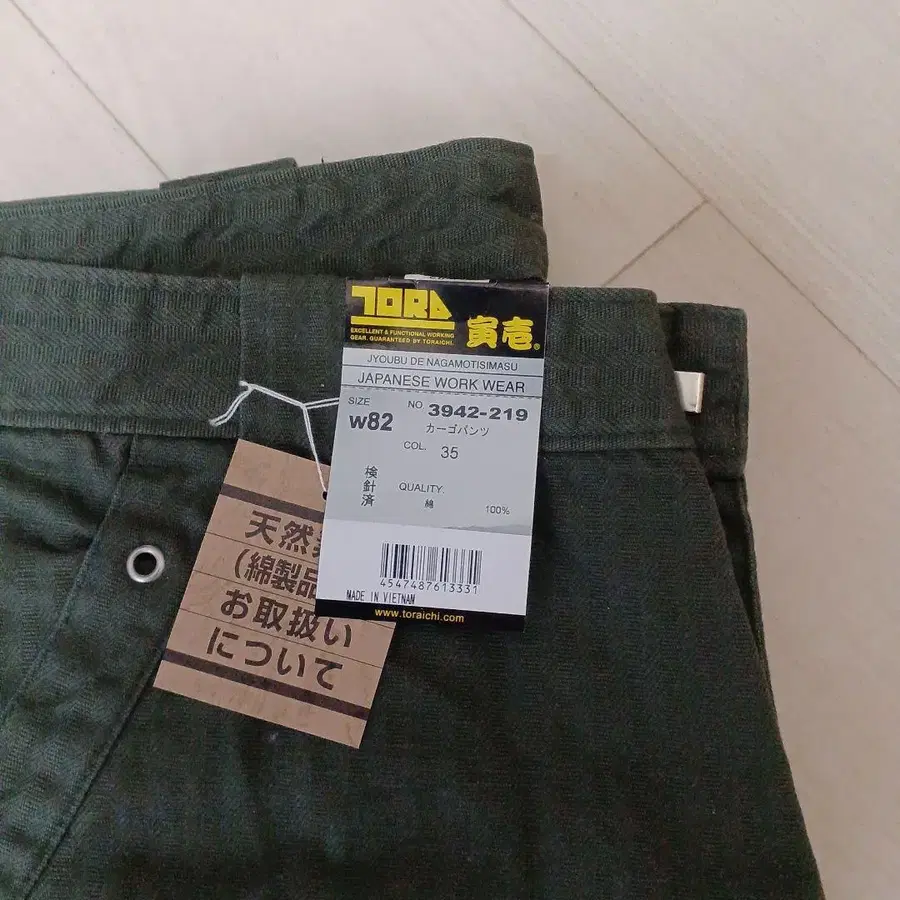 TORA
EXCELLENT & FUNCTIONAL WORKING
GEAR. GUARANTEED BY TORAICHI.
寅壱®
JYOUBU DE NAGAMOTISIMASU
JAPANESE WORK WEAR
SIZE
w82
NO 3942-219
カーゴパンツ
COL. 35
検針済
QUALITY.
綿 100%
4547487613331
MADE IN VIETNAM
www.toraichi.com
天然
(綿製品
お取扱い
について